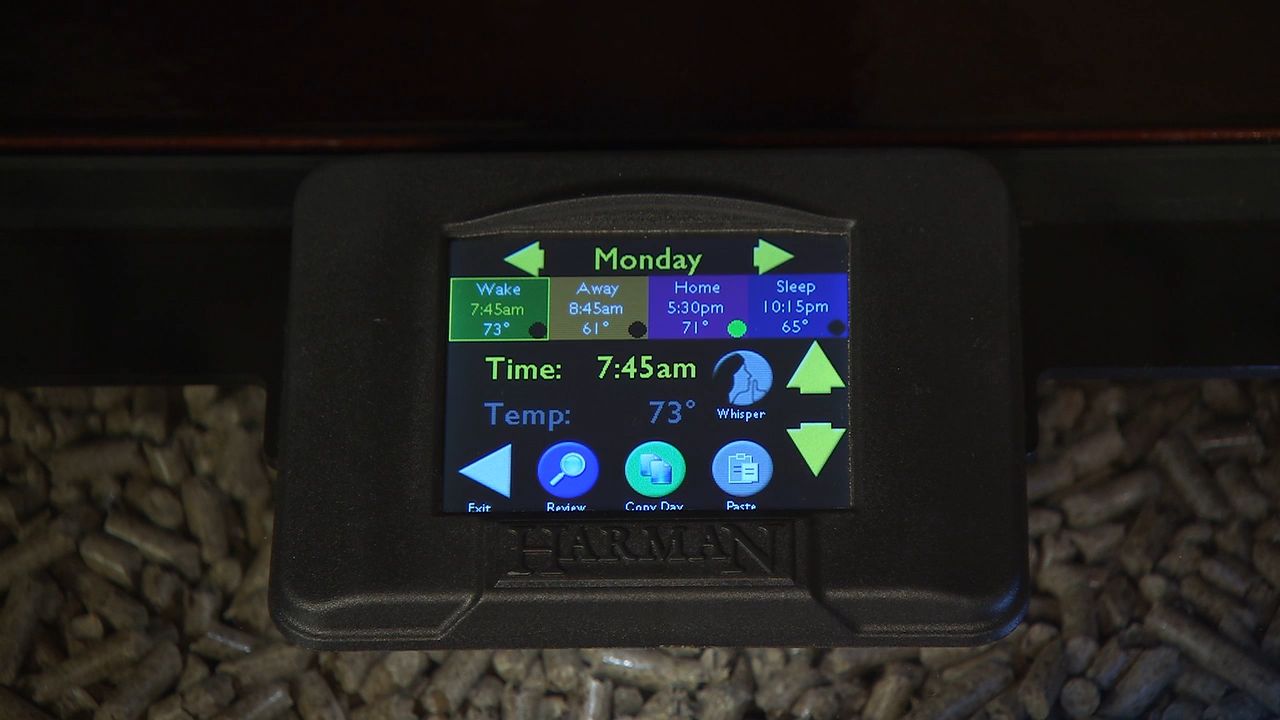 Monday
Wake Away Home Sleep
7:45am 8:45am 5:30pm 10:15pm
73° 61° 71° 65°
Time: 7:45am
Temp: 73°
Whisper
Exit Review Copy Day Paste
HARMAN